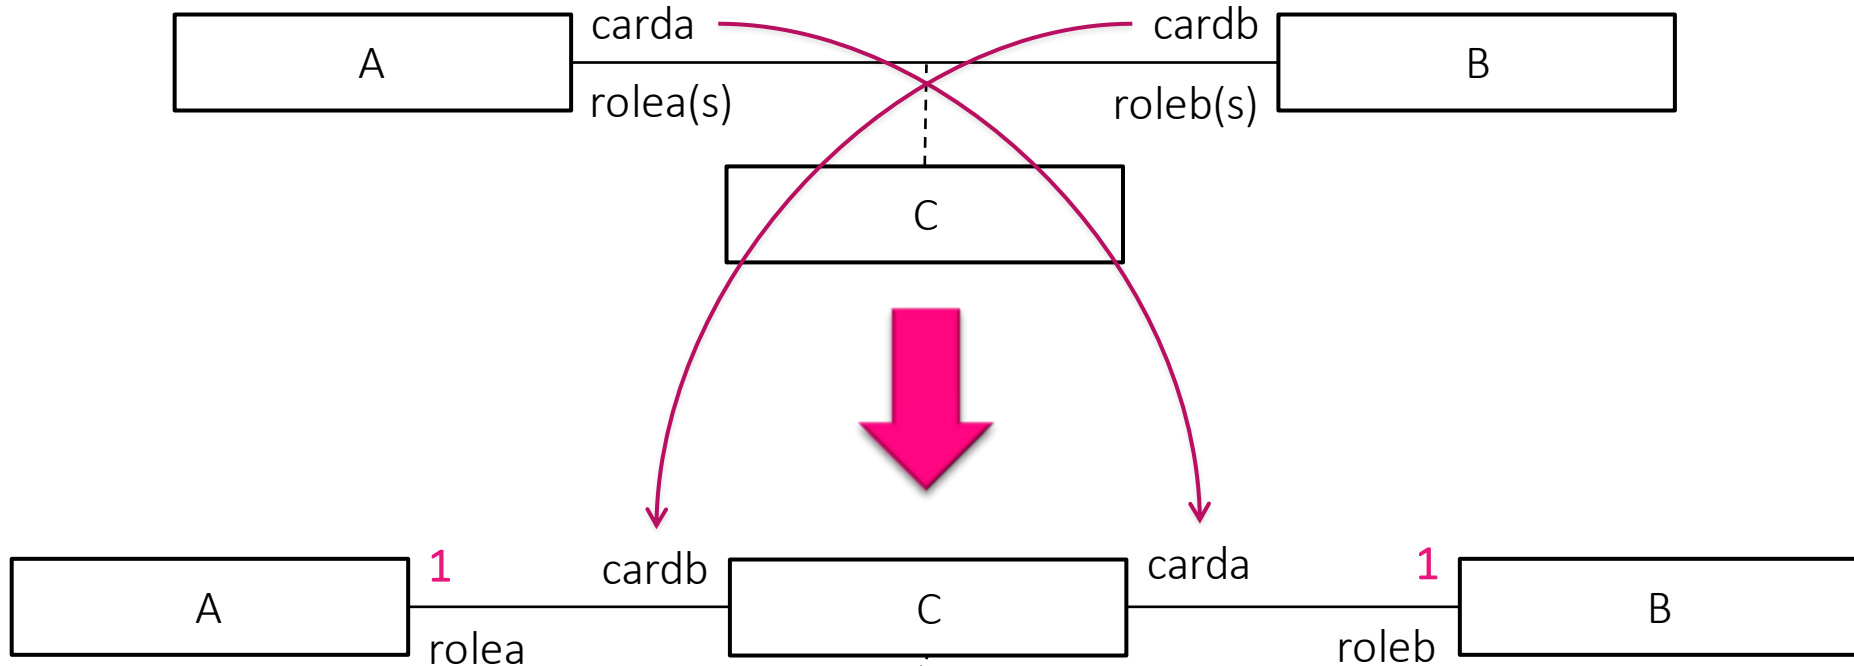 carda cardb
A B
rolea(s) roleb(s)
C
1 cardb carda 1
A C B
rolea roleb